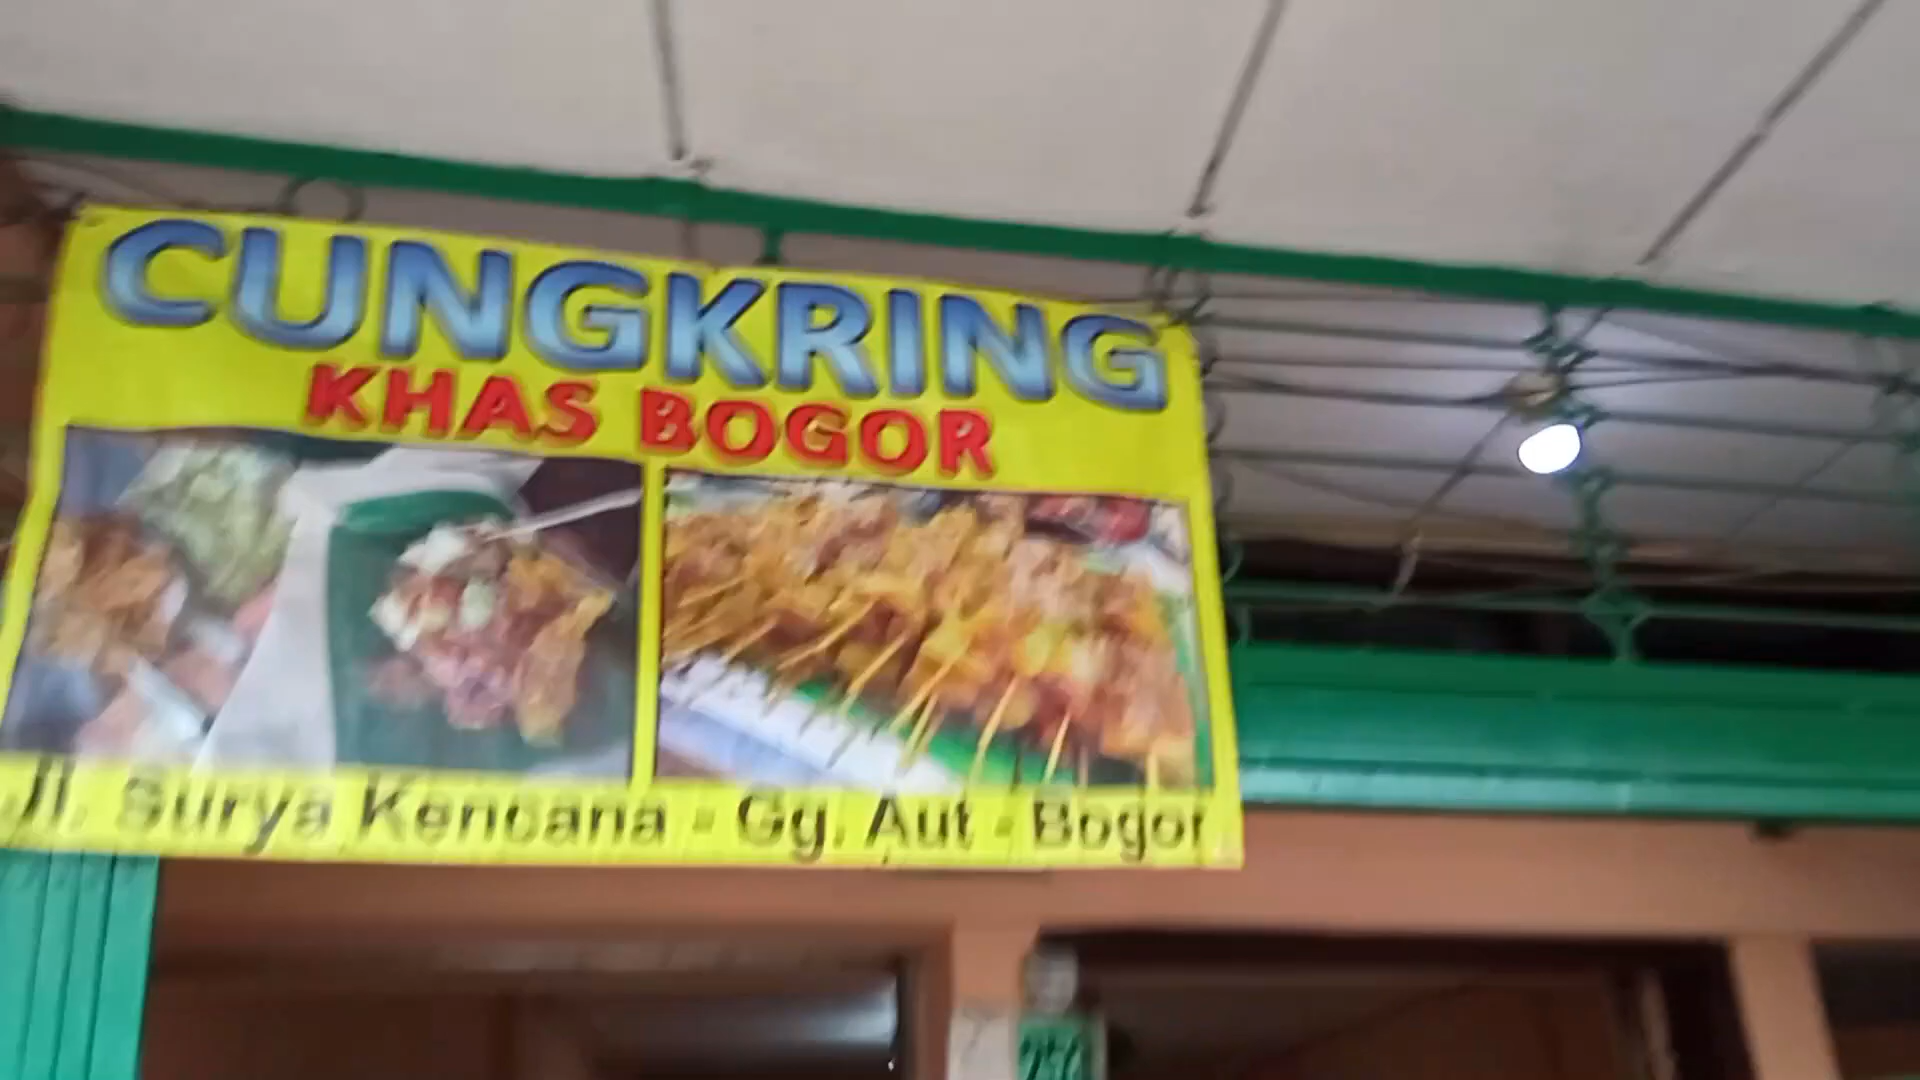 CUNGKRING
KHAS BOGOR
Jl. Surya Kencana - Gg. Aut - Bogor